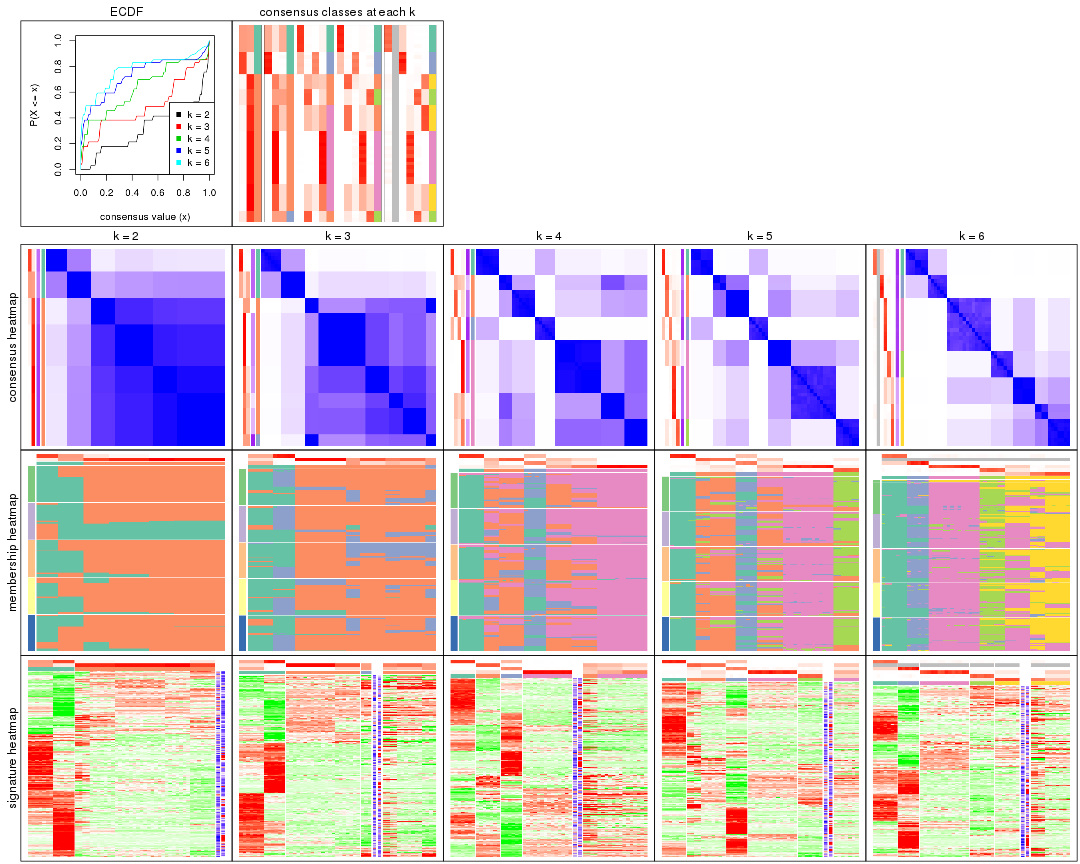 ECDF
consensus classes at each k
P(X <= x)
0.0 0.2 0.4 0.6 0.8 1.0
k = 2
k = 3
k = 4
k = 5
k = 6
0.0 0.2 0.4 0.6 0.8 1.0
consensus value (x)
k = 2
k = 3
k = 4
k = 5
k = 6
consensus heatmap
membership heatmap
signature heatmap